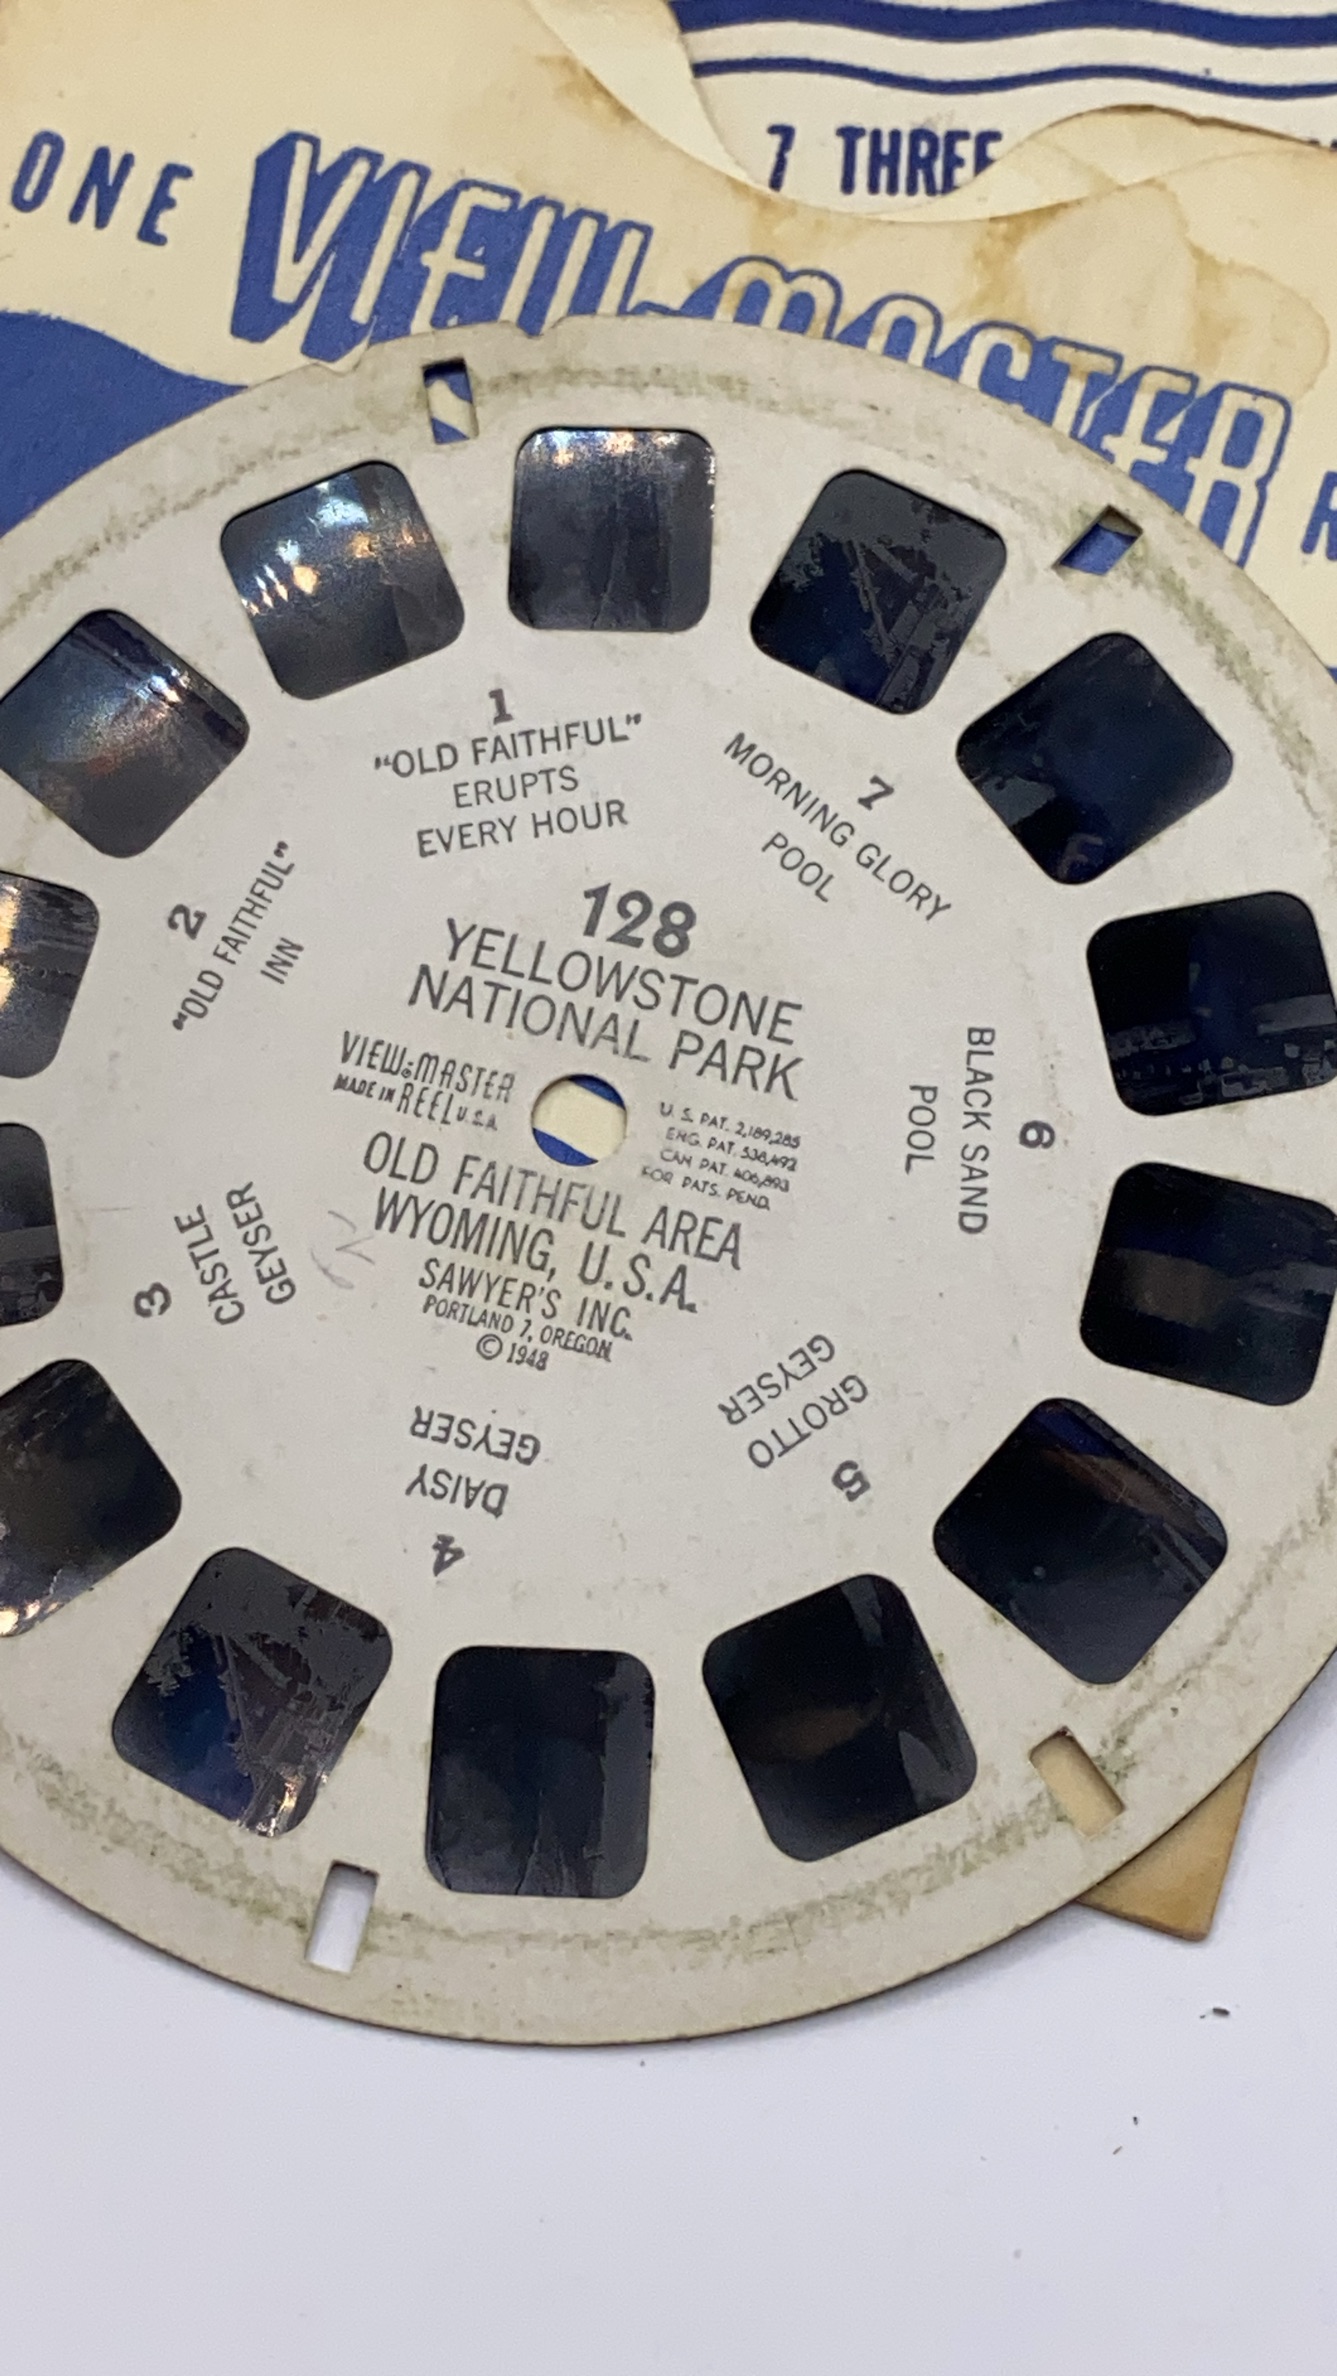 7 THREE
ONE VIEW-MASTER R
1
"OLD FAITHFUL"
ERUPTS
EVERY HOUR
7
MORNING GLORY
POOL
2
"OLD FAITHFUL"
INN
128
YELLOWSTONE
NATIONAL PARK
VIEW-MASTER
MADE IN REEL U.S.A.
U. S. PAT. 2,189,285
ENG. PAT. 538,492
CAN PAT. 406,893
FOR. PATS. PEND.
OLD FAITHFUL AREA
WYOMING, U.S.A.
SAWYER'S INC.
PORTLAND 7, OREGON
© 1948
6
BLACK SAND
POOL
3
CASTLE
GEYSER
5
GROTTO
GEYSER
4
DAISY
GEYSER